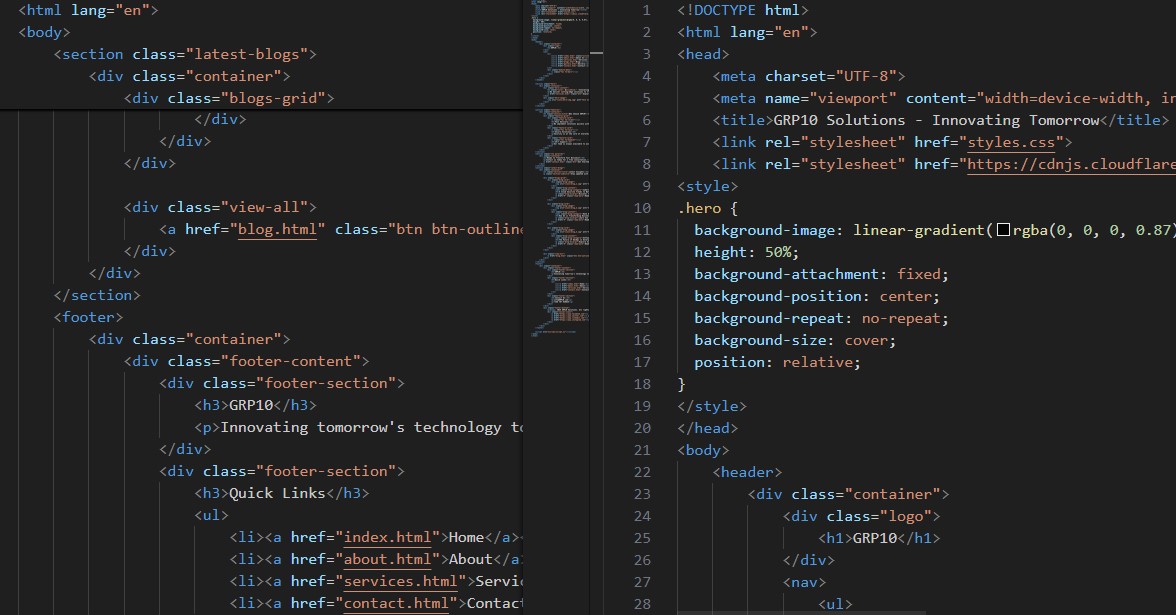 <html lang="en">
<body>
<section class="latest-blogs">
<div class="container">
<div class="blogs-grid">
</div>
</div>
</div>
<div class="view-all">
<a href="blog.html" class="btn btn-outline
</div>
</div>
</section>
<footer>
<div class="container">
<div class="footer-content">
<div class="footer-section">
<h3>GRP10</h3>
<p>Innovating tomorrow's technology to
</div>
<div class="footer-section">
<h3>Quick Links</h3>
<ul>
<li><a href="index.html">Home</a>
<li><a href="about.html">About</a>
<li><a href="services.html">Servic
<li><a href="contact.html">Contact
1 <!DOCTYPE html>
2 <html lang="en">
3 <head>
4 <meta charset="UTF-8">
5 <meta name="viewport" content="width=device-width, in
6 <title>GRP10 Solutions - Innovating Tomorrow</title>
7 <link rel="stylesheet" href="styles.css">
8 <link rel="stylesheet" href="https://cdnjs.cloudflare
9 <style>
10 .hero {
11 background-image: linear-gradient(rgba(0, 0, 0, 0.87)
12 height: 50%;
13 background-attachment: fixed;
14 background-position: center;
15 background-repeat: no-repeat;
16 background-size: cover;
17 position: relative;
18 }
19 </style>
20 </head>
21 <body>
22 <header>
23 <div class="container">
24 <div class="logo">
25 <h1>GRP10</h1>
26 </div>
27 <nav>
28 <ul>